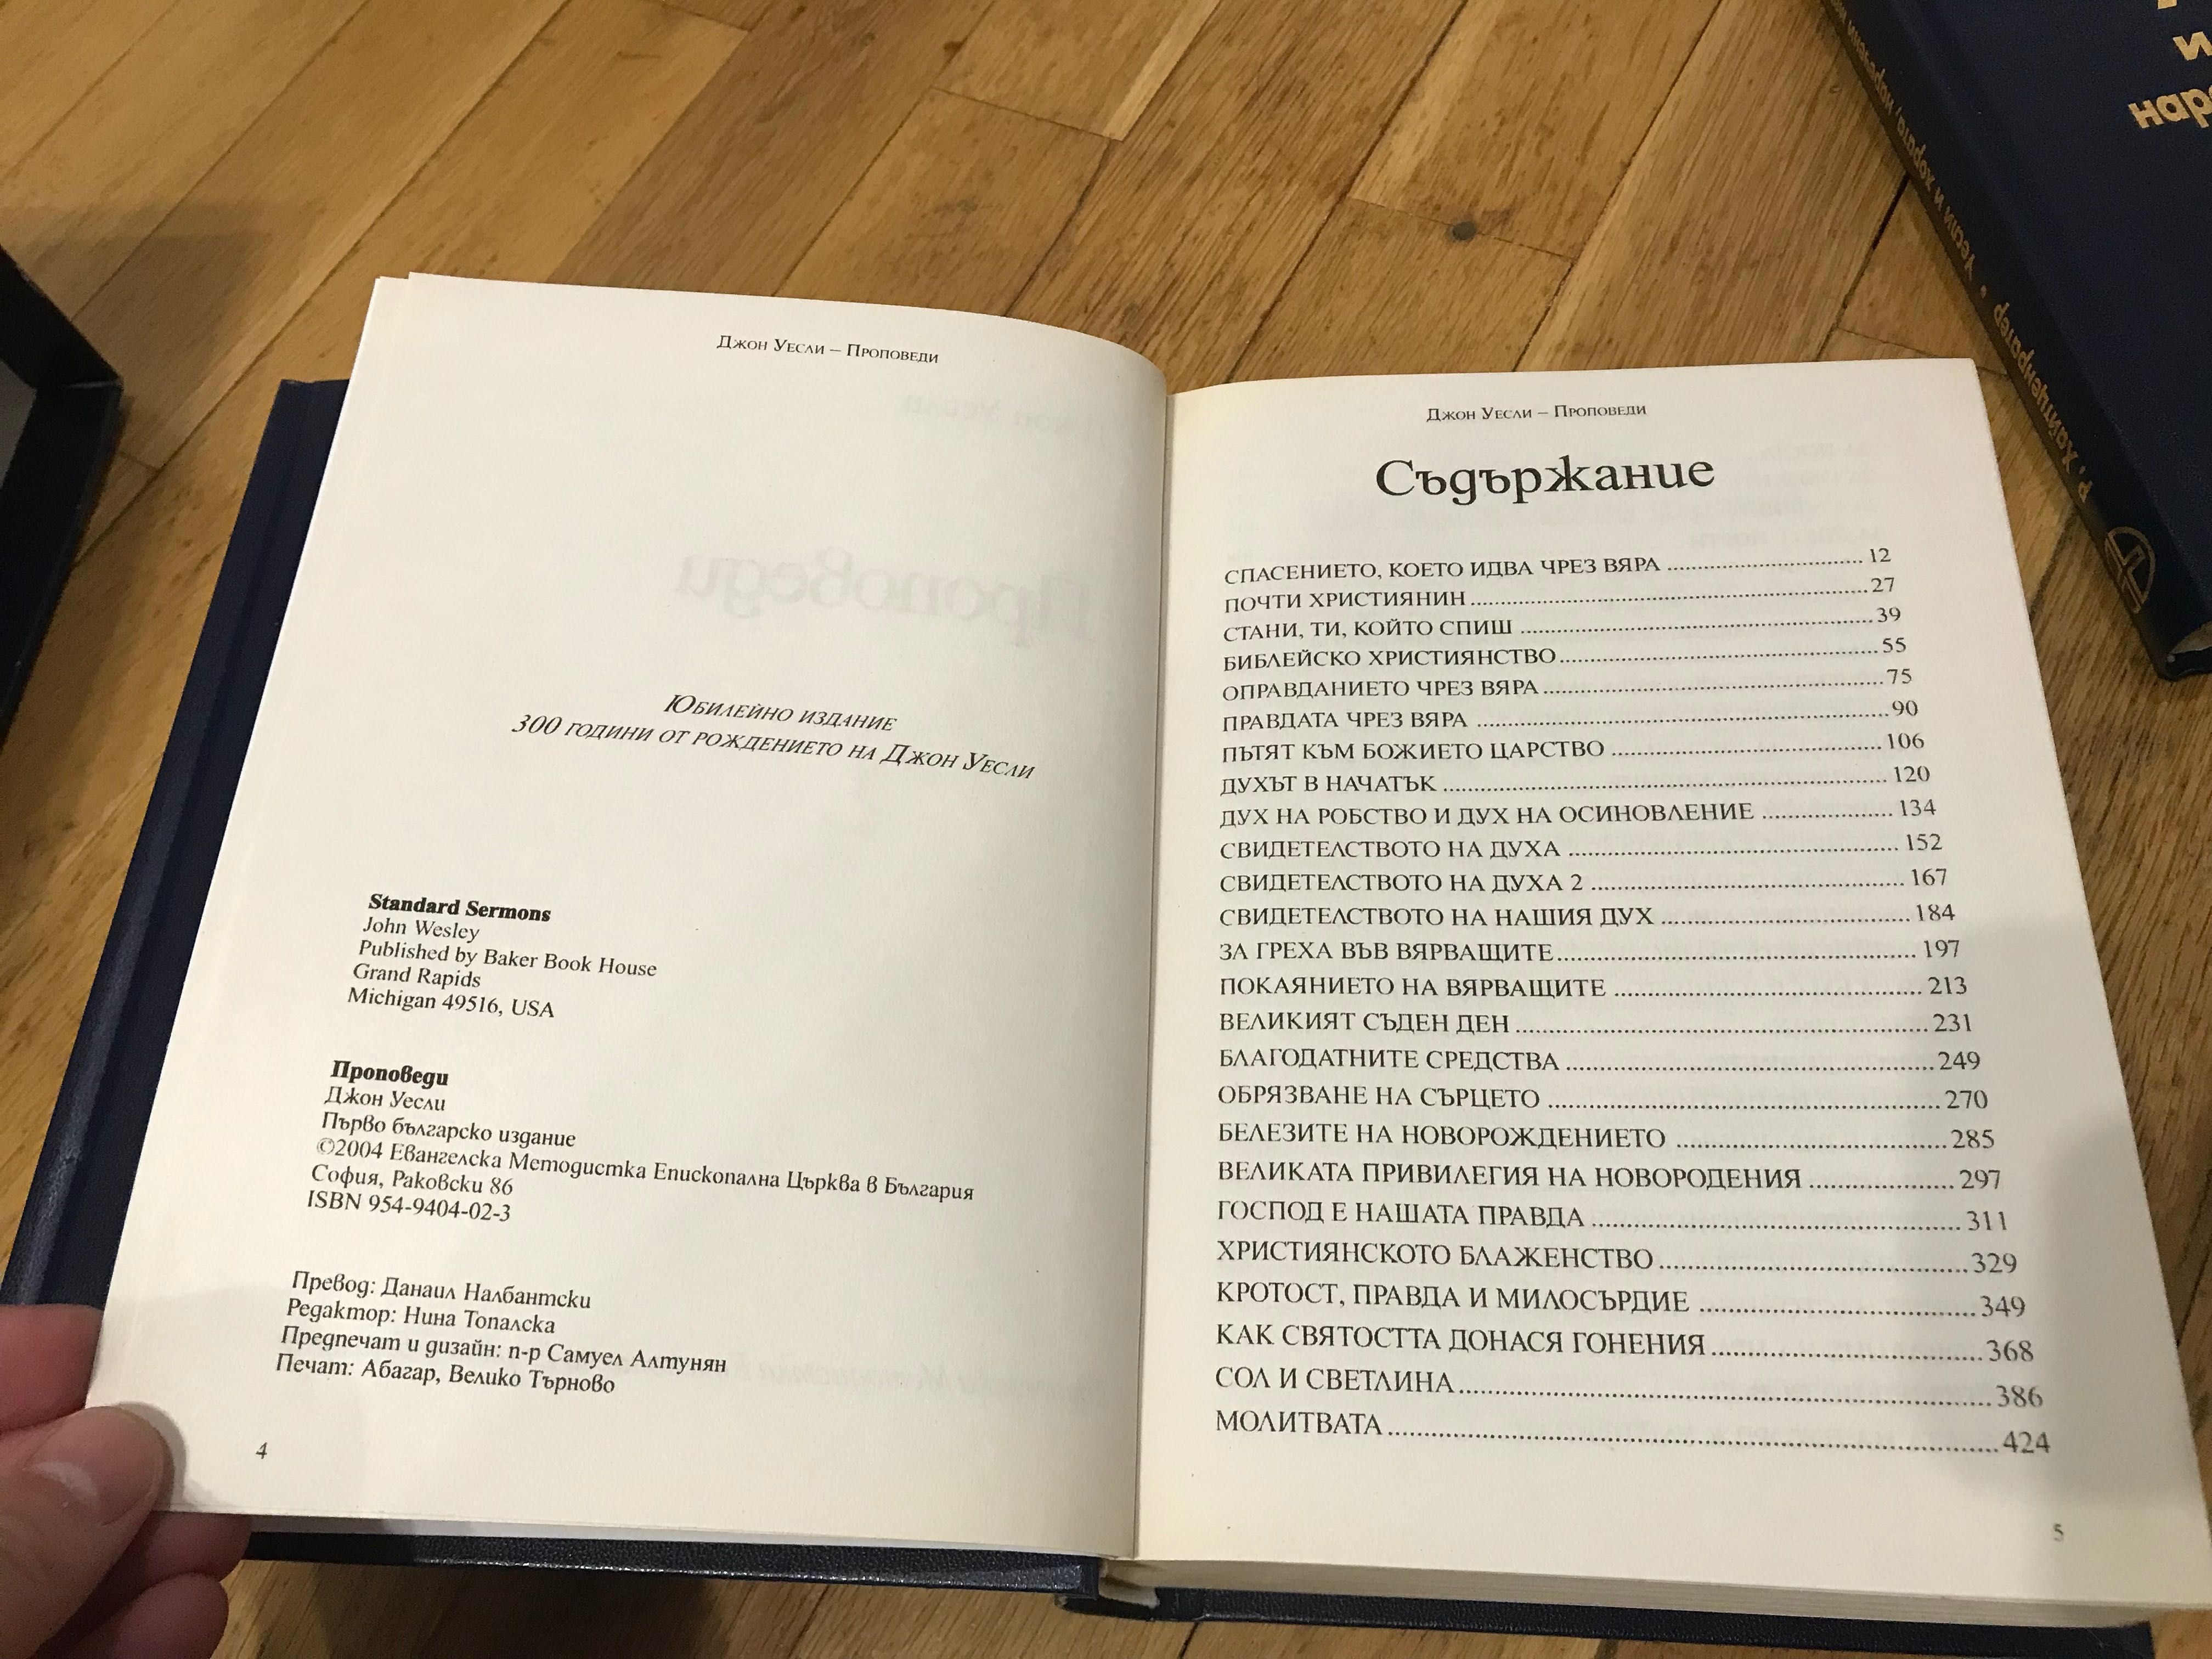 Джон Уесли – Проповеди
Юбилейно издание
300 години от рождението на Джон Уесли
Standard Sermons
John Wesley
Published by Baker Book House
Grand Rapids
Michigan 49516, USA
Проповеди
Джон Уесли
Първо българско издание
©2004 Евангелска Методистка Епископална Църква в България
София, Раковски 86
ISBN 954-9404-02-3
Превод: Данаил Налбантски
Редактор: Нина Топалска
Предпечат и дизайн: п-р Самуел Алтунян
Печат: Абагар, Велико Търново
4
Джон Уесли – Проповеди
Съдържание
СПАСЕНИЕТО, КОЕТО ИДВА ЧРЕЗ ВЯРА ........ 12
ПОЧТИ ХРИСТИЯНИН ........ 27
СТАНИ, ТИ, КОЙТО СПИШ ........ 39
БИБЛЕЙСКО ХРИСТИЯНСТВО ........ 55
ОПРАВДАНИЕТО ЧРЕЗ ВЯРА ........ 75
ПРАВДАТА ЧРЕЗ ВЯРА ........ 90
ПЪТЯТ КЪМ БОЖИЕТО ЦАРСТВО ........ 106
ДУХЪТ В НАЧАТЪК ........ 120
ДУХ НА РОБСТВО И ДУХ НА ОСИНОВЛЕНИЕ ........ 134
СВИДЕТЕЛСТВОТО НА ДУХА ........ 152
СВИДЕТЕЛСТВОТО НА ДУХА 2 ........ 167
СВИДЕТЕЛСТВОТО НА НАШИЯ ДУХ ........ 184
ЗА ГРЕХА ВЪВ ВЯРВАЩИТЕ ........ 197
ПОКАЯНИЕТО НА ВЯРВАЩИТЕ ........ 213
ВЕЛИКИЯТ СЪДЕН ДЕН ........ 231
БЛАГОДАТНИТЕ СРЕДСТВА ........ 249
ОБРЯЗВАНЕ НА СЪРЦЕТО ........ 270
БЕЛЕЗИТЕ НА НОВОРОЖДЕНИЕТО ........ 285
ВЕЛИКАТА ПРИВИЛЕГИЯ НА НОВОРОДЕНИЯ ........ 297
ГОСПОД Е НАШАТА ПРАВДА ........ 311
ХРИСТИЯНСКОТО БЛАЖЕНСТВО ........ 329
КРОТОСТ, ПРАВДА И МИЛОСЪРДИЕ ........ 349
КАК СВЯТОСТТА ДОНАСЯ ГОНЕНИЯ ........ 368
СОЛ И СВЕТЛИНА ........ 386
МОЛИТВАТА ........ 424
5
Р. Хайтченратер • Уесли и хората, наречени
и